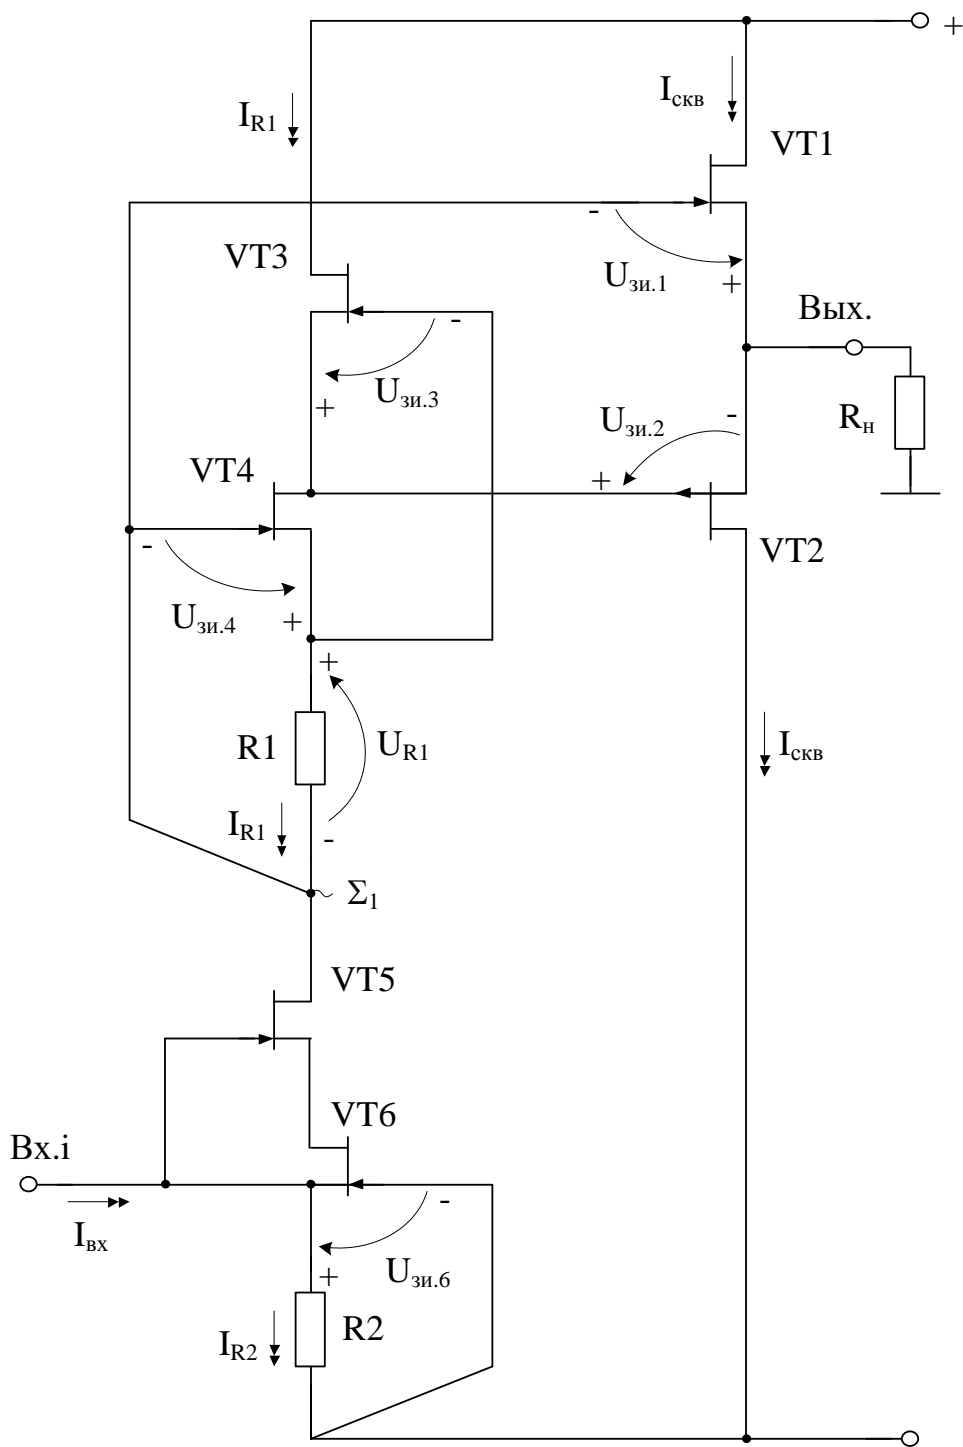 +
I_R1
I_скв
VT1
VT3
-
U_зи.1
+
-
Вых.
U_зи.3
+
R_н
U_зи.2
-
+
VT4
-
VT2
U_зи.4
+
+
R1
U_R1
I_скв
I_R1
-
Σ₁
VT5
VT6
Вх.i
-
I_вх
U_зи.6
+
I_R2
R2